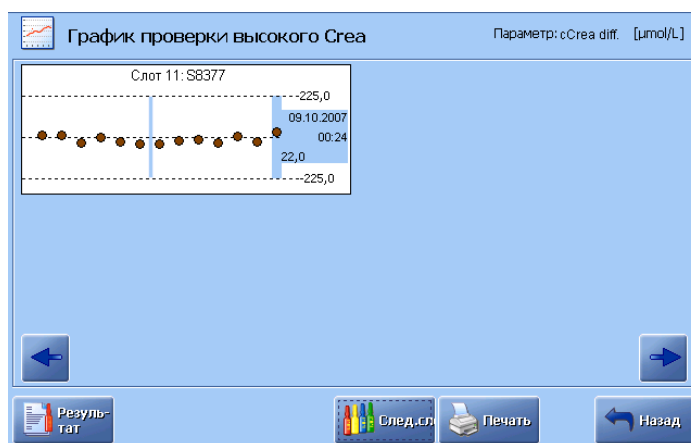 График проверки высокого Crea
Параметр: cCrea diff. [µmol/L]
Слот 11: S8377
225,0
09.10.2007
00:24
22,0
-225,0
Резуль-
тат
След.сл
Печать
Назад